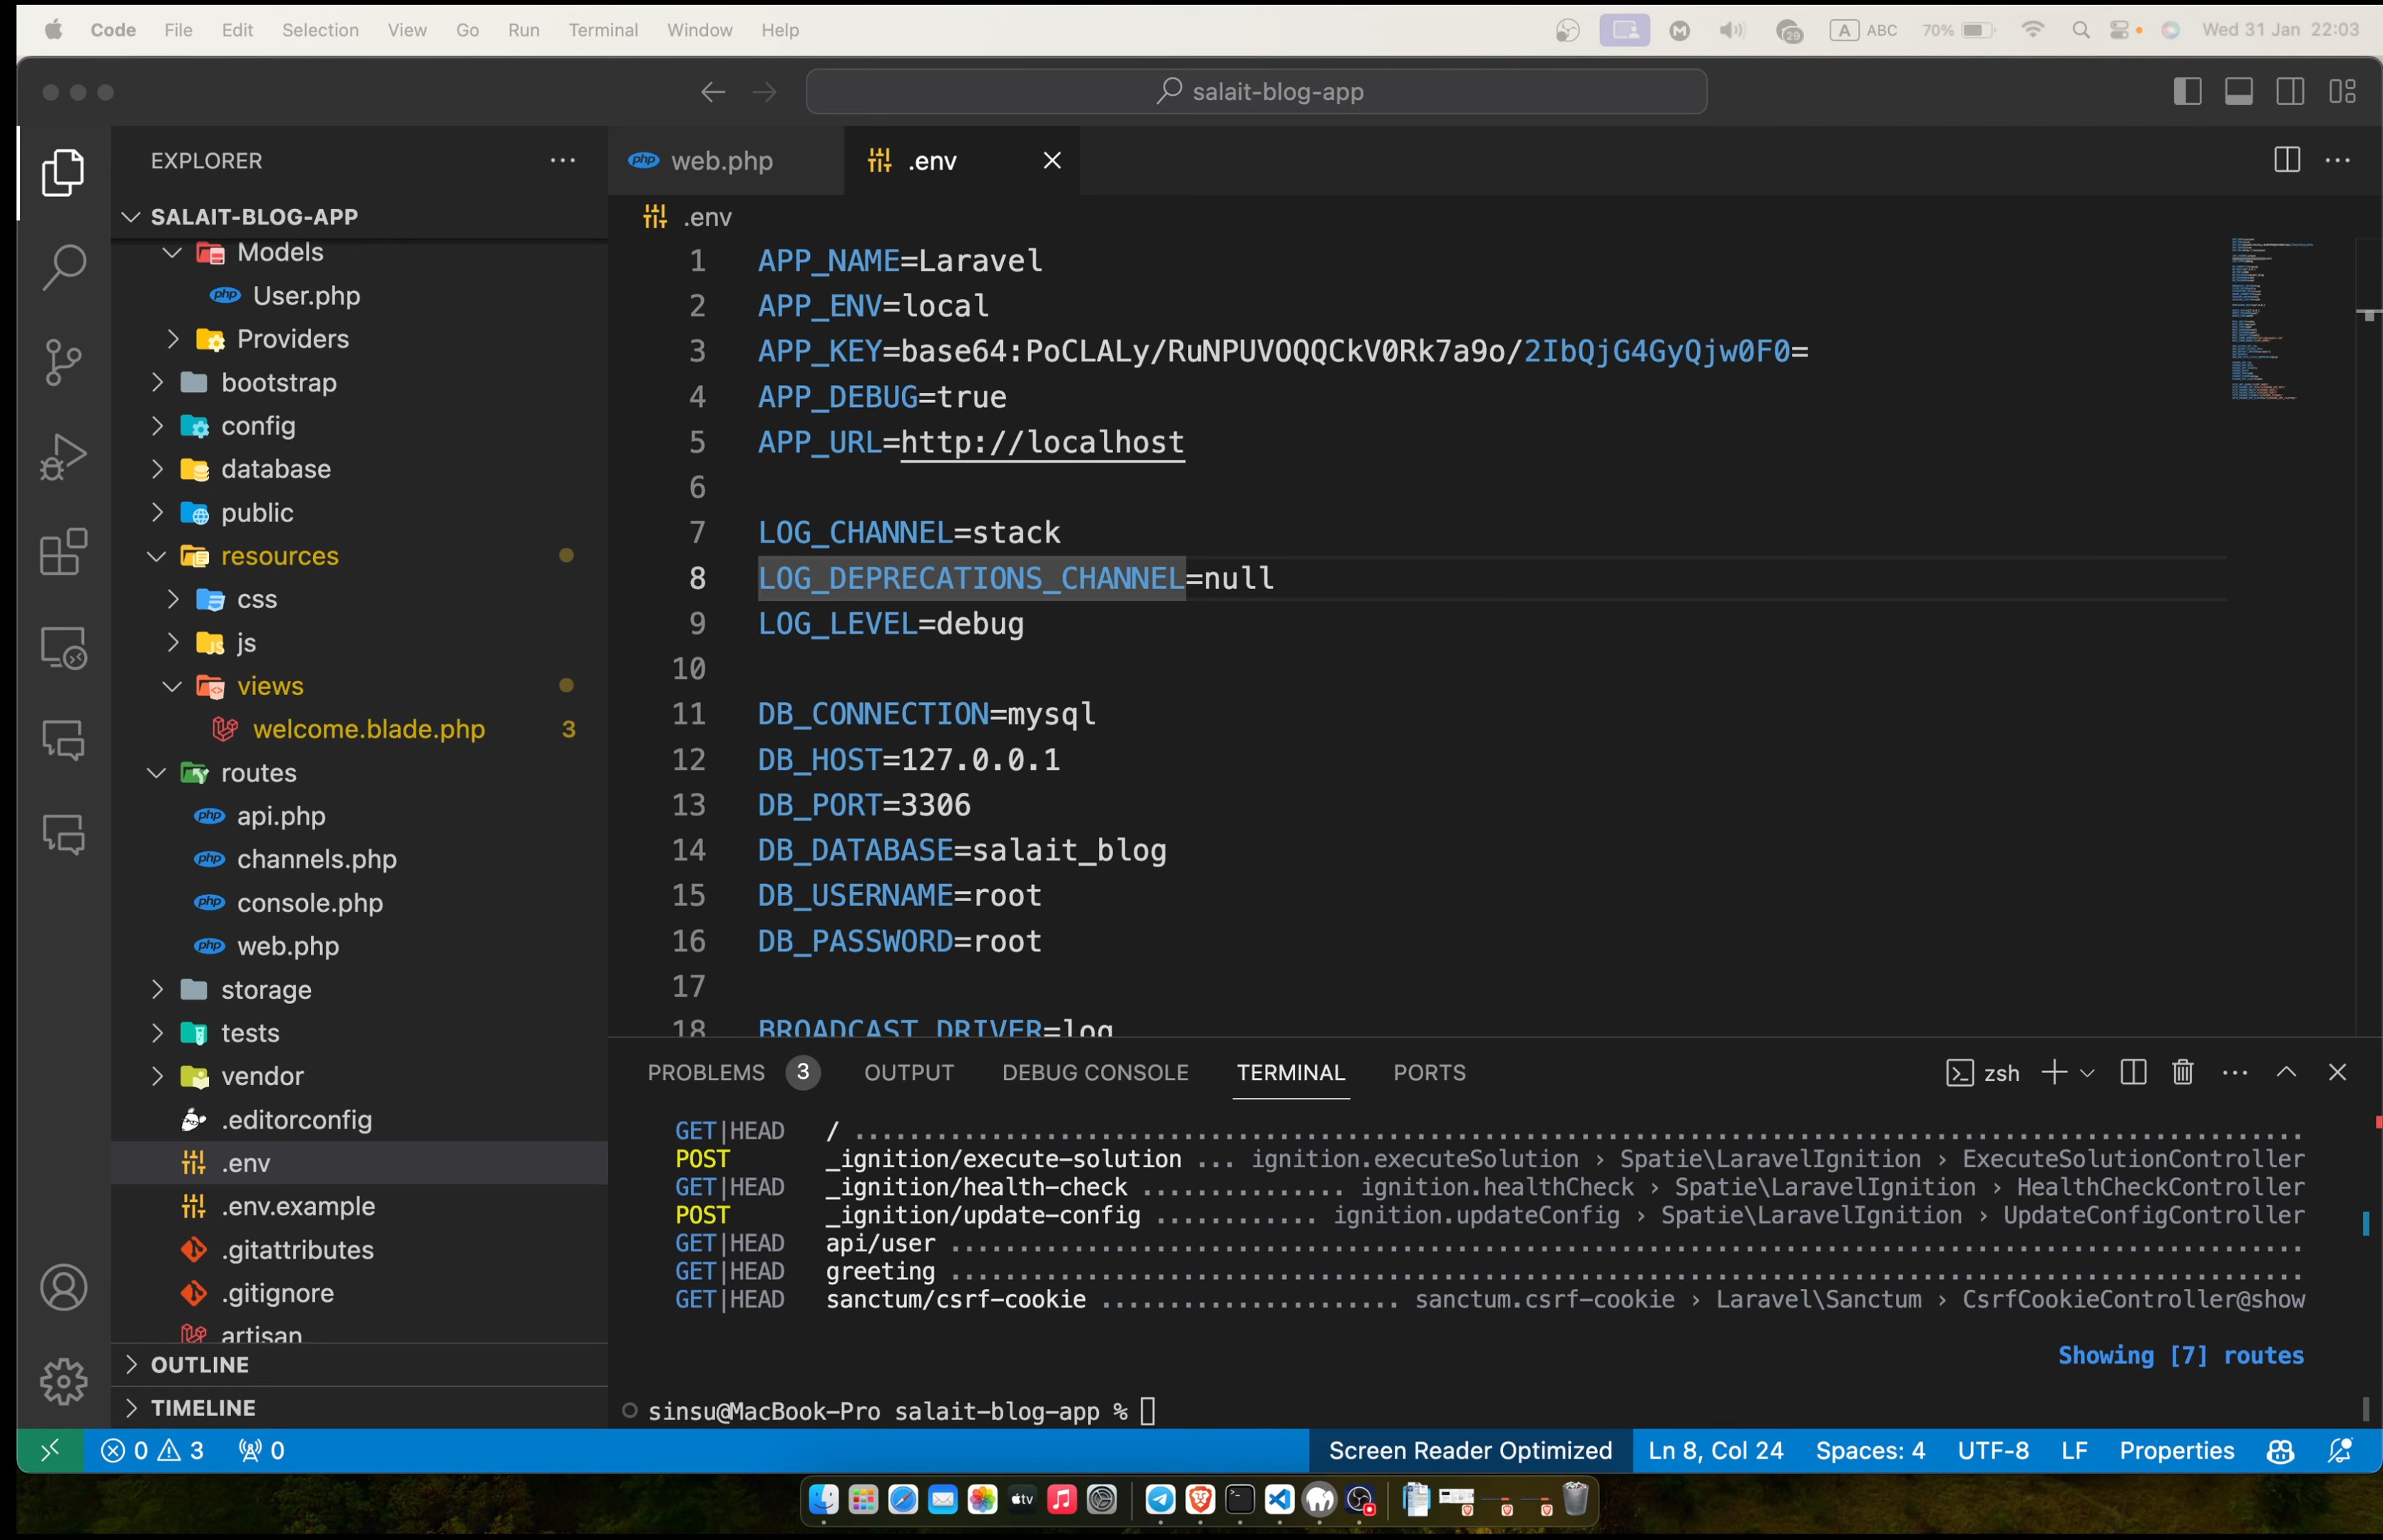 Code File Edit Selection View Go Run Terminal Window Help 29 A ABC 70% Wed 31 Jan 22:03
salait-blog-app
EXPLORER
SALAIT-BLOG-APP
Models
User.php
Providers
bootstrap
config
database
public
resources
css
js
views
welcome.blade.php 3
routes
api.php
channels.php
console.php
web.php
storage
tests
vendor
.editorconfig
.env
.env.example
.gitattributes
.gitignore
artisan
OUTLINE
TIMELINE
web.php .env
.env
1 APP_NAME=Laravel
2 APP_ENV=local
3 APP_KEY=base64:PoCLALy/RuNPUVOQQCkV0Rk7a9o/2IbQjG4GyQjw0F0=
4 APP_DEBUG=true
5 APP_URL=http://localhost
6
7 LOG_CHANNEL=stack
8 LOG_DEPRECATIONS_CHANNEL=null
9 LOG_LEVEL=debug
10
11 DB_CONNECTION=mysql
12 DB_HOST=127.0.0.1
13 DB_PORT=3306
14 DB_DATABASE=salait_blog
15 DB_USERNAME=root
16 DB_PASSWORD=root
17
18 BROADCAST_DRIVER=log
PROBLEMS 3 OUTPUT DEBUG CONSOLE TERMINAL PORTS zsh
GET|HEAD / ....................................................................................................
POST _ignition/execute-solution ... ignition.executeSolution › Spatie\LaravelIgnition › ExecuteSolutionController
GET|HEAD _ignition/health-check ............... ignition.healthCheck › Spatie\LaravelIgnition › HealthCheckController
POST _ignition/update-config ............ ignition.updateConfig › Spatie\LaravelIgnition › UpdateConfigController
GET|HEAD api/user ....................................................................................................
GET|HEAD greeting ....................................................................................................
GET|HEAD sanctum/csrf-cookie ...................... sanctum.csrf-cookie › Laravel\Sanctum › CsrfCookieController@show
Showing [7] routes
sinsu@MacBook-Pro salait-blog-app %
0 3 0 Screen Reader Optimized Ln 8, Col 24 Spaces: 4 UTF-8 LF Properties
tv